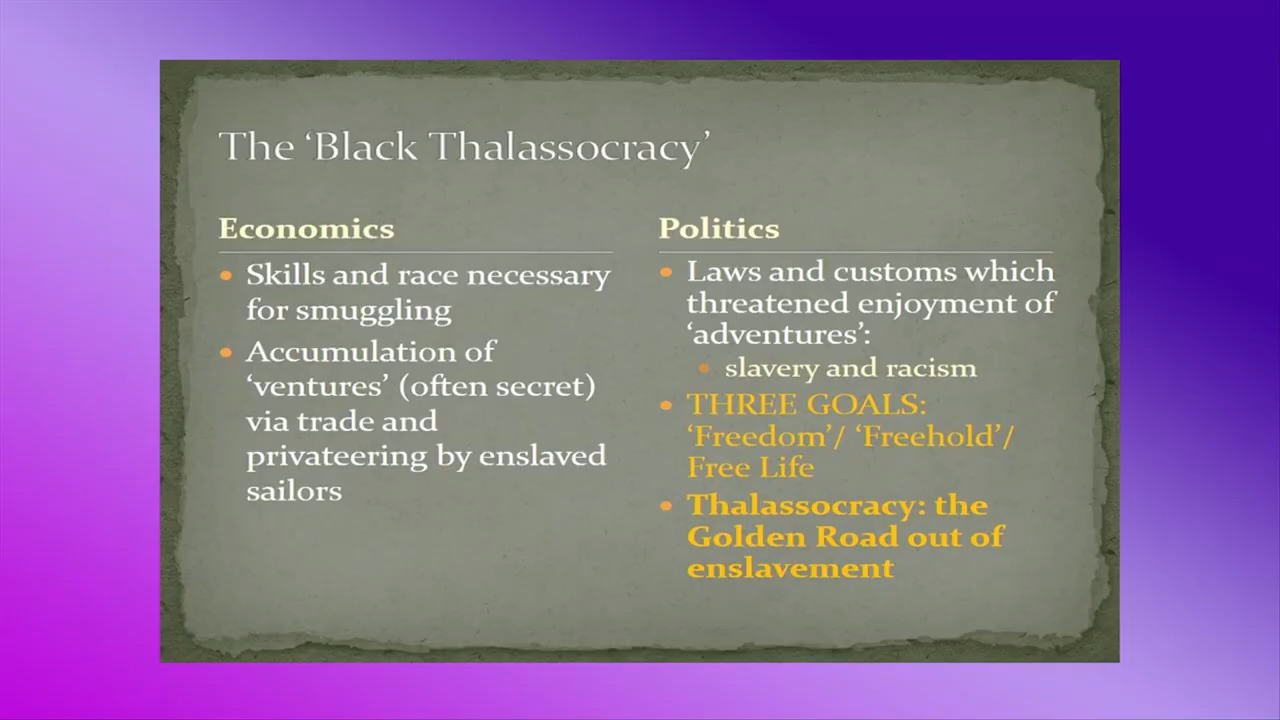 The ‘Black Thalassocracy’
Economics
• Skills and race necessary
for smuggling
• Accumulation of
‘ventures’ (often secret)
via trade and
privateering by enslaved
sailors
Politics
• Laws and customs which
threatened enjoyment of
‘adventures’:
• slavery and racism
• THREE GOALS:
‘Freedom’/ ‘Freehold’/
Free Life
• Thalassocracy: the
Golden Road out of
enslavement